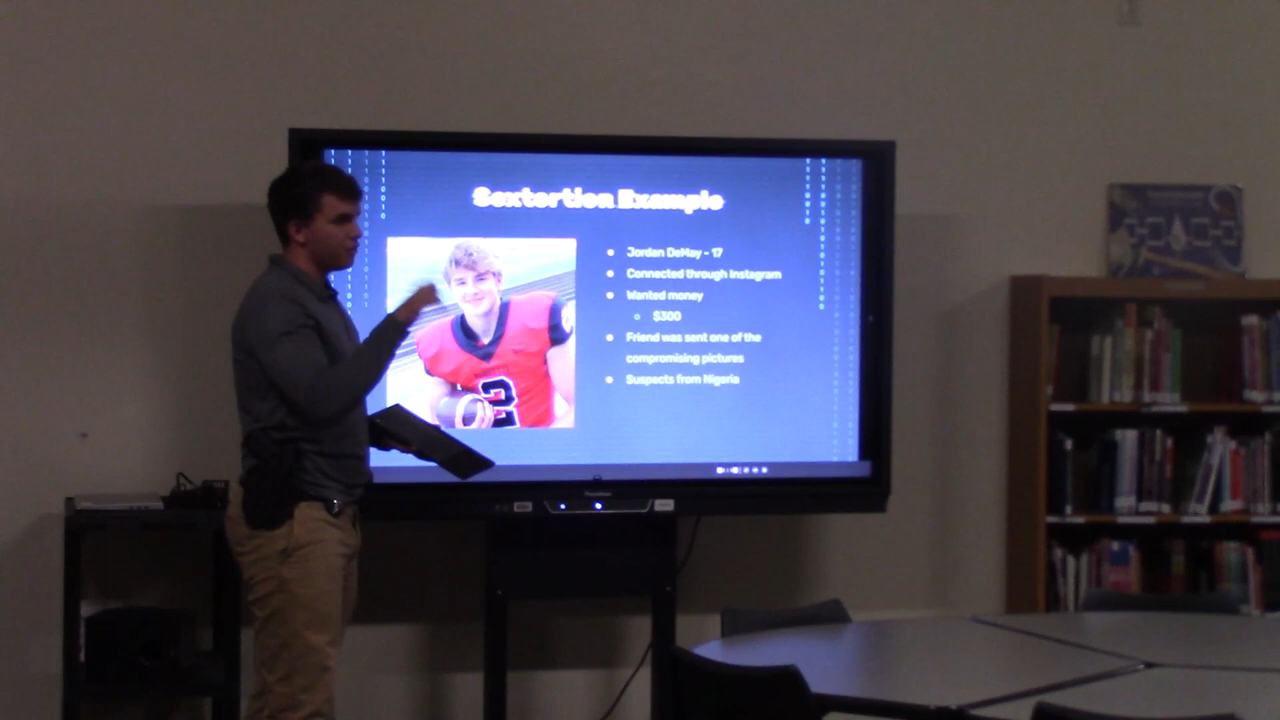 Sextortion Example
Jordan DeMay - 17
Connected through Instagram
Wanted money
$300
Friend was sent one of the
compromising pictures
Suspects from Nigeria
2